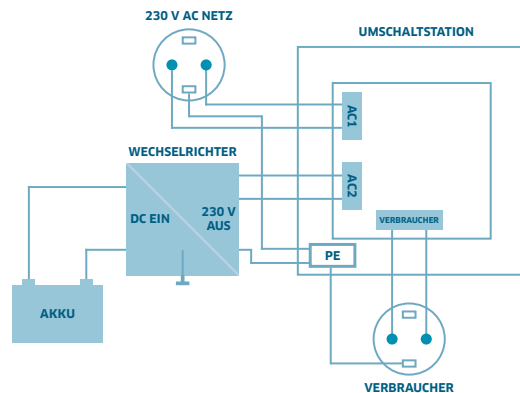 230 V AC NETZ
UMSCHALTSTATION
AC1
WECHSELRICHTER
AC2
DC EIN
230 V
AUS
VERBRAUCHER
PE
AKKU
VERBRAUCHER